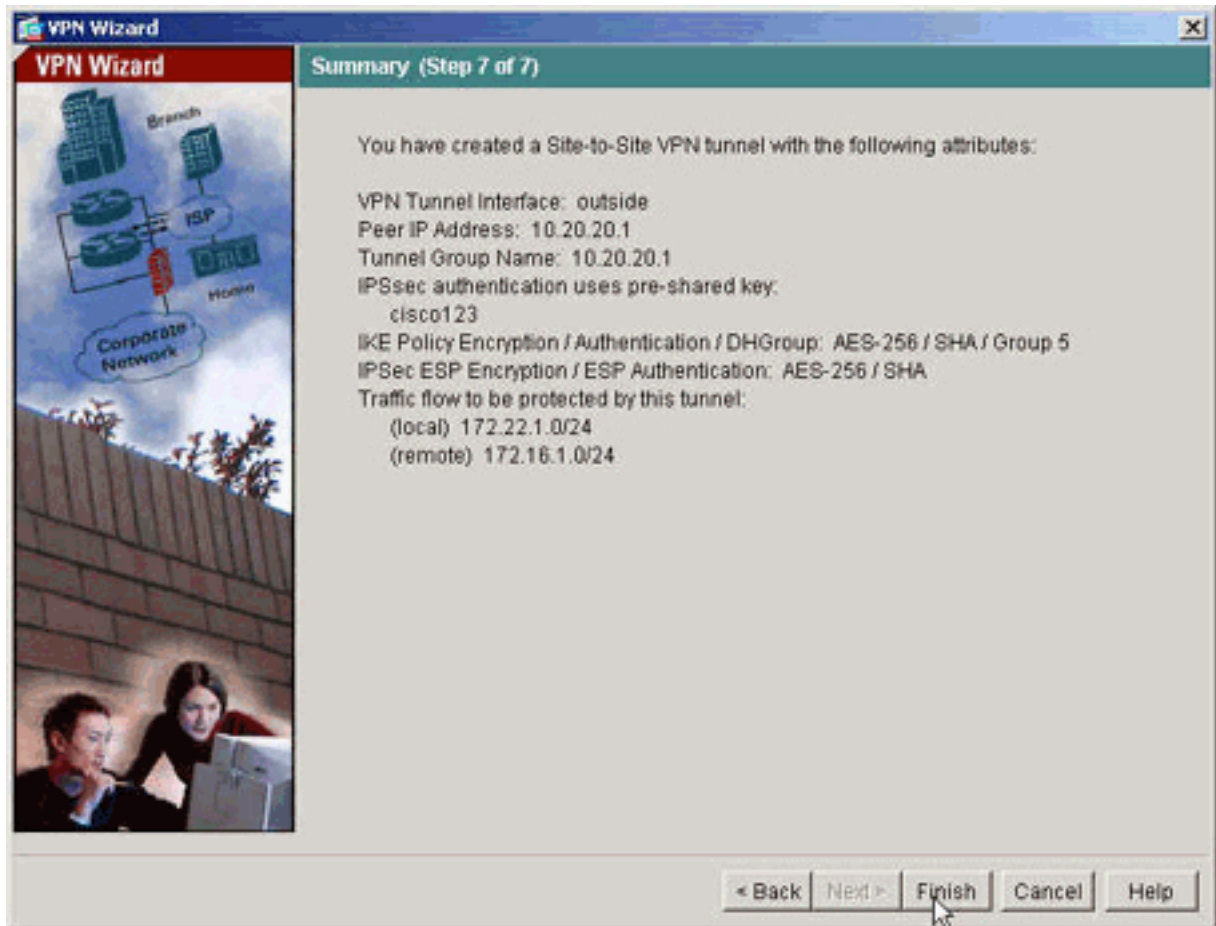 VPN Wizard
VPN Wizard
Summary (Step 7 of 7)
Branch
ISP
Home
Corporate
Network
You have created a Site-to-Site VPN tunnel with the following attributes:
VPN Tunnel Interface: outside
Peer IP Address: 10.20.20.1
Tunnel Group Name: 10.20.20.1
IPSsec authentication uses pre-shared key:
cisco123
IKE Policy Encryption / Authentication / DHGroup: AES-256 / SHA / Group 5
IPSec ESP Encryption / ESP Authentication: AES-256 / SHA
Traffic flow to be protected by this tunnel:
(local) 172.22.1.0/24
(remote) 172.16.1.0/24
< Back Next > Finish Cancel Help